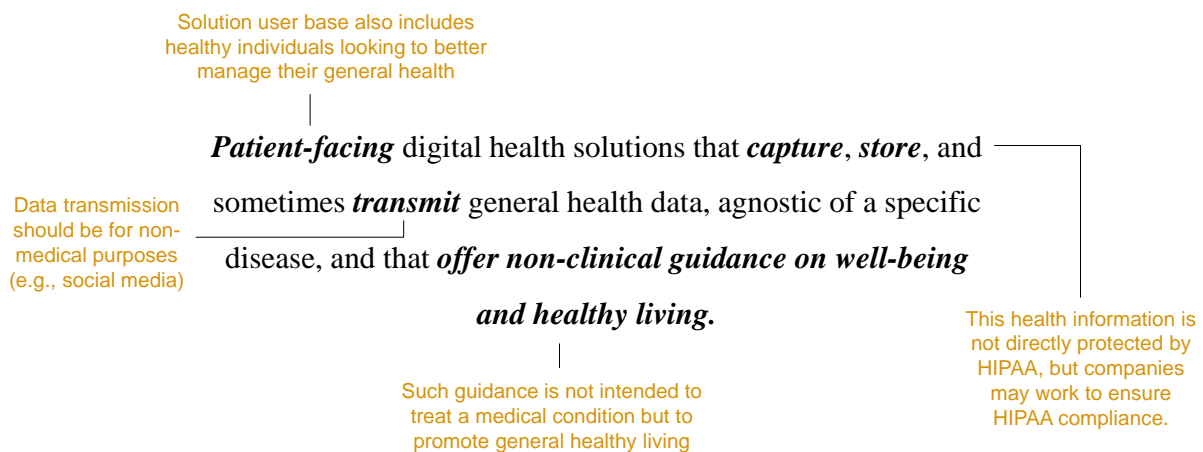 Solution user base also includes
healthy individuals looking to better
manage their general health
Patient-facing digital health solutions that capture, store, and
sometimes transmit general health data, agnostic of a specific
disease, and that offer non-clinical guidance on well-being
and healthy living.
Data transmission
should be for non-
medical purposes
(e.g., social media)
This health information is
not directly protected by
HIPAA, but companies
may work to ensure
HIPAA compliance.
Such guidance is not intended to
treat a medical condition but to
promote general healthy living